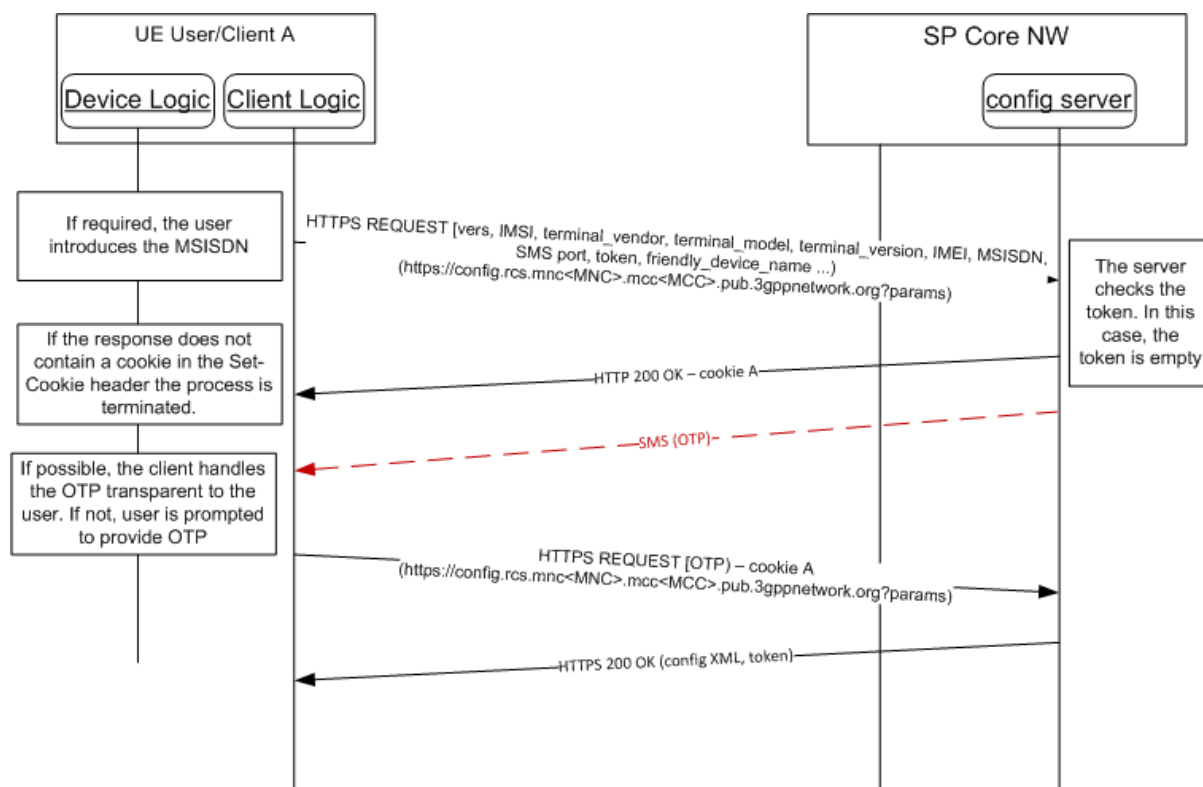 UE User/Client A
SP Core NW
Device Logic
Client Logic
config server
If required, the user
introduces the MSISDN
HTTPS REQUEST [vers, IMSI, terminal_vendor, terminal_model, terminal_version, IMEI, MSISDN,
SMS port, token, friendly_device_name ...)
(https://config.rcs.mnc<MNC>.mcc<MCC>.pub.3gppnetwork.org?params)
The server
checks the
token. In this
case, the
token is empty
If the response does not
contain a cookie in the Set-
Cookie header the process is
terminated.
HTTP 200 OK – cookie A
SMS (OTP)
If possible, the client handles
the OTP transparent to the
user. If not, user is prompted
to provide OTP
HTTPS REQUEST [OTP) – cookie A
(https://config.rcs.mnc<MNC>.mcc<MCC>.pub.3gppnetwork.org?params)
HTTPS 200 OK (config XML, token)